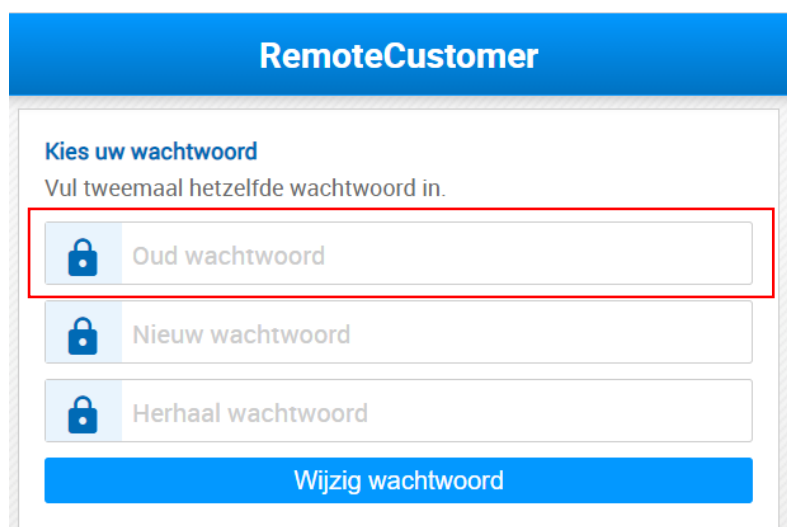 RemoteCustomer
Kies uw wachtwoord
Vul tweemaal hetzelfde wachtwoord in.
Oud wachtwoord
Nieuw wachtwoord
Herhaal wachtwoord
Wijzig wachtwoord